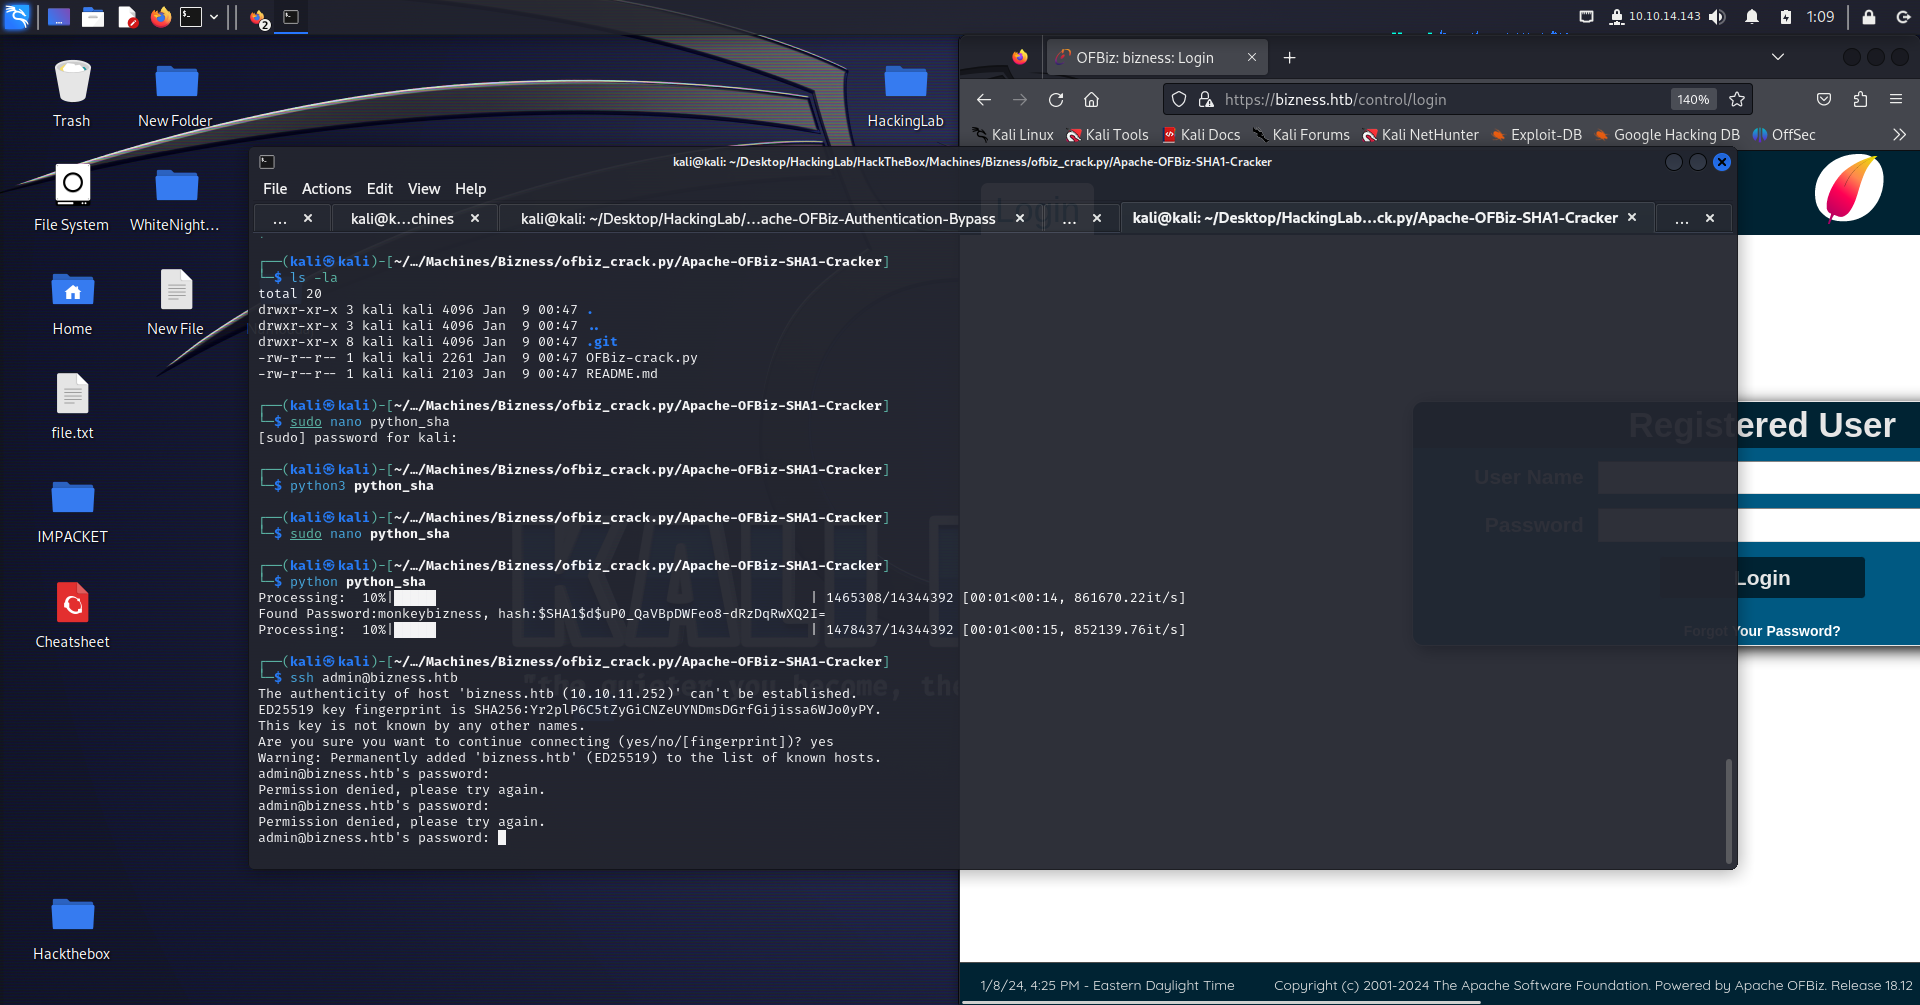 10.10.14.143
1:09
2
Trash
New Folder
HackingLab
File System
WhiteNight...
Home
New File
file.txt
IMPACKET
Cheatsheet
Hackthebox
OFBiz: bizness: Login
https://bizness.htb/control/login
140%
Kali Linux
Kali Tools
Kali Docs
Kali Forums
Kali NetHunter
Exploit-DB
Google Hacking DB
OffSec
kali@kali: ~/Desktop/HackingLab/HackTheBox/Machines/Bizness/ofbiz_crack.py/Apache-OFBiz-SHA1-Cracker
File Actions Edit View Help
...
kali@k...chines
kali@kali: ~/Desktop/HackingLab/...ache-OFBiz-Authentication-Bypass
...
kali@kali: ~/Desktop/HackingLab...ck.py/Apache-OFBiz-SHA1-Cracker
...
Login
┌──(kali㉿kali)-[~/…/Machines/Bizness/ofbiz_crack.py/Apache-OFBiz-SHA1-Cracker]
└─$ ls -la
total 20
drwxr-xr-x 3 kali kali 4096 Jan  9 00:47 .
drwxr-xr-x 3 kali kali 4096 Jan  9 00:47 ..
drwxr-xr-x 8 kali kali 4096 Jan  9 00:47 .git
-rw-r--r-- 1 kali kali 2261 Jan  9 00:47 OFBiz-crack.py
-rw-r--r-- 1 kali kali 2103 Jan  9 00:47 README.md
┌──(kali㉿kali)-[~/…/Machines/Bizness/ofbiz_crack.py/Apache-OFBiz-SHA1-Cracker]
└─$ sudo nano python_sha
[sudo] password for kali:
┌──(kali㉿kali)-[~/…/Machines/Bizness/ofbiz_crack.py/Apache-OFBiz-SHA1-Cracker]
└─$ python3 python_sha
┌──(kali㉿kali)-[~/…/Machines/Bizness/ofbiz_crack.py/Apache-OFBiz-SHA1-Cracker]
└─$ sudo nano python_sha
┌──(kali㉿kali)-[~/…/Machines/Bizness/ofbiz_crack.py/Apache-OFBiz-SHA1-Cracker]
└─$ python python_sha
Processing:  10%| | 1465308/14344392 [00:01<00:14, 861670.22it/s]
Found Password:monkeybizness, hash:$SHA1$d$uP0_QaVBpDWFeo8-dRzDqRwXQ2I=
Processing:  10%| | 1478437/14344392 [00:01<00:15, 852139.76it/s]
┌──(kali㉿kali)-[~/…/Machines/Bizness/ofbiz_crack.py/Apache-OFBiz-SHA1-Cracker]
└─$ ssh admin@bizness.htb
The authenticity of host 'bizness.htb (10.10.11.252)' can't be established.
ED25519 key fingerprint is SHA256:Yr2plP6C5tZyGiCNZeUYNDmsDGrfGijissa6WJo0yPY.
This key is not known by any other names.
Are you sure you want to continue connecting (yes/no/[fingerprint])? yes
Warning: Permanently added 'bizness.htb' (ED25519) to the list of known hosts.
admin@bizness.htb's password:
Permission denied, please try again.
admin@bizness.htb's password:
Permission denied, please try again.
admin@bizness.htb's password:
KALI
"the quieter you become, the
Registered User
User Name
Password
Login
Forgot Your Password?
1/8/24, 4:25 PM - Eastern Daylight Time
Copyright (c) 2001-2024 The Apache Software Foundation. Powered by Apache OFBiz. Release 18.12